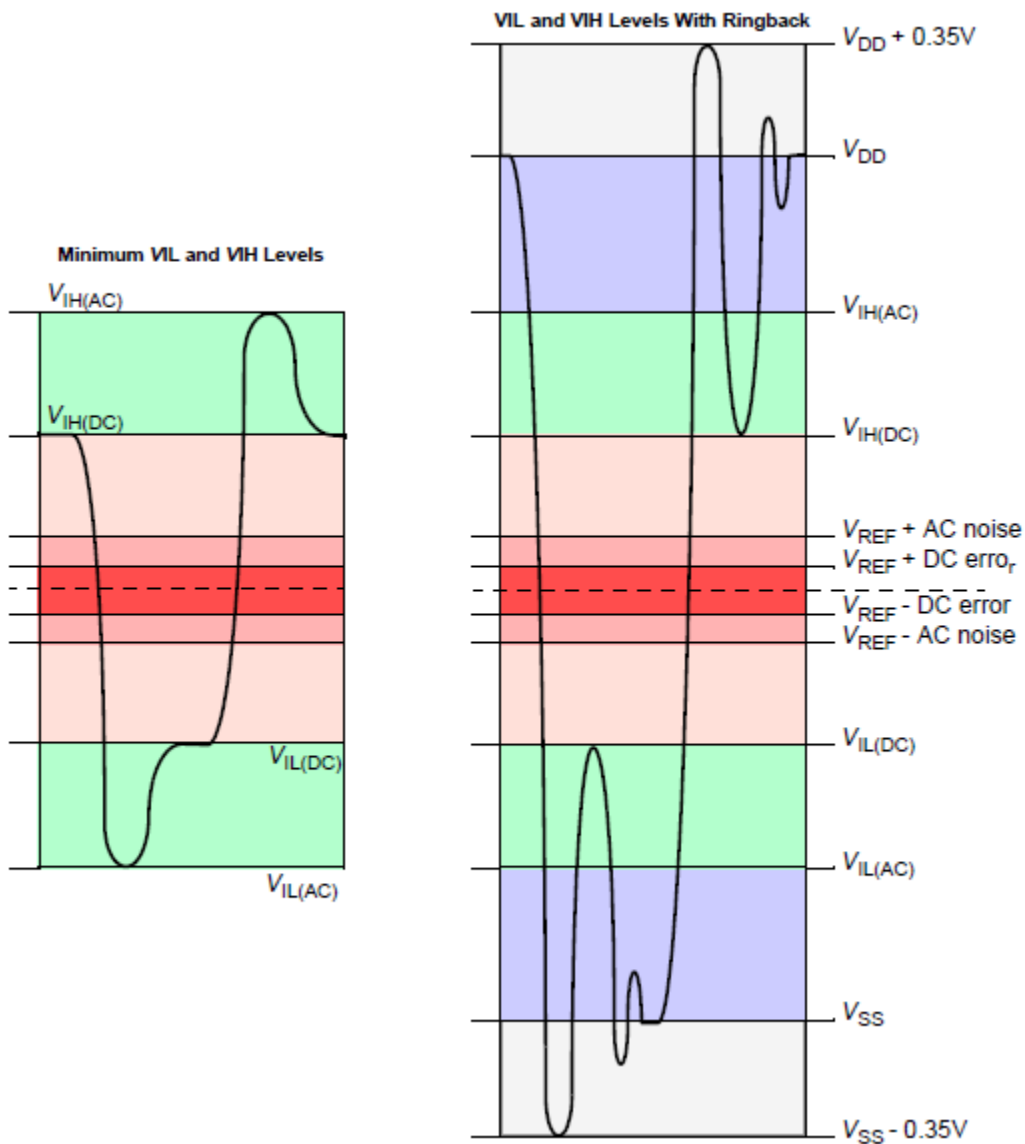 VIL and VIH Levels With Ringback
VDD + 0.35V
VDD
Minimum VIL and VIH Levels
VIH(AC)
VIH(AC)
VIH(DC)
VIH(DC)
VREF + AC noise
VREF + DC error
VREF - DC error
VREF - AC noise
VIL(DC)
VIL(DC)
VIL(AC)
VIL(AC)
VSS
VSS - 0.35V